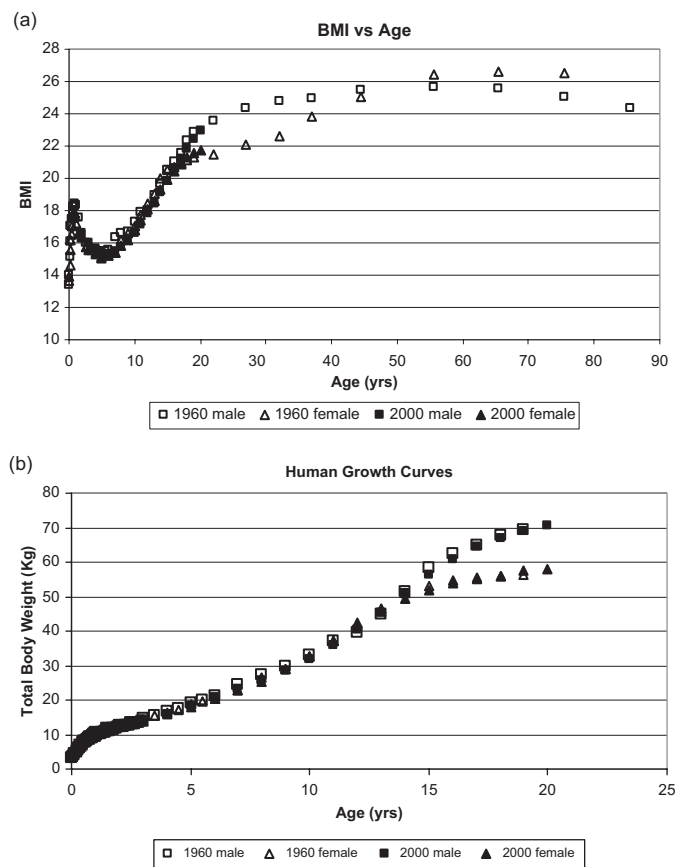 (a)
BMI vs Age
28
26
24
22
20
18
16
14
12
10
BMI
0 10 20 30 40 50 60 70 80 90
Age (yrs)
1960 male 1960 female 2000 male 2000 female
(b)
Human Growth Curves
80
70
60
50
40
30
20
10
0
Total Body Weight (Kg)
0 5 10 15 20 25
Age (yrs)
1960 male 1960 female 2000 male 2000 female